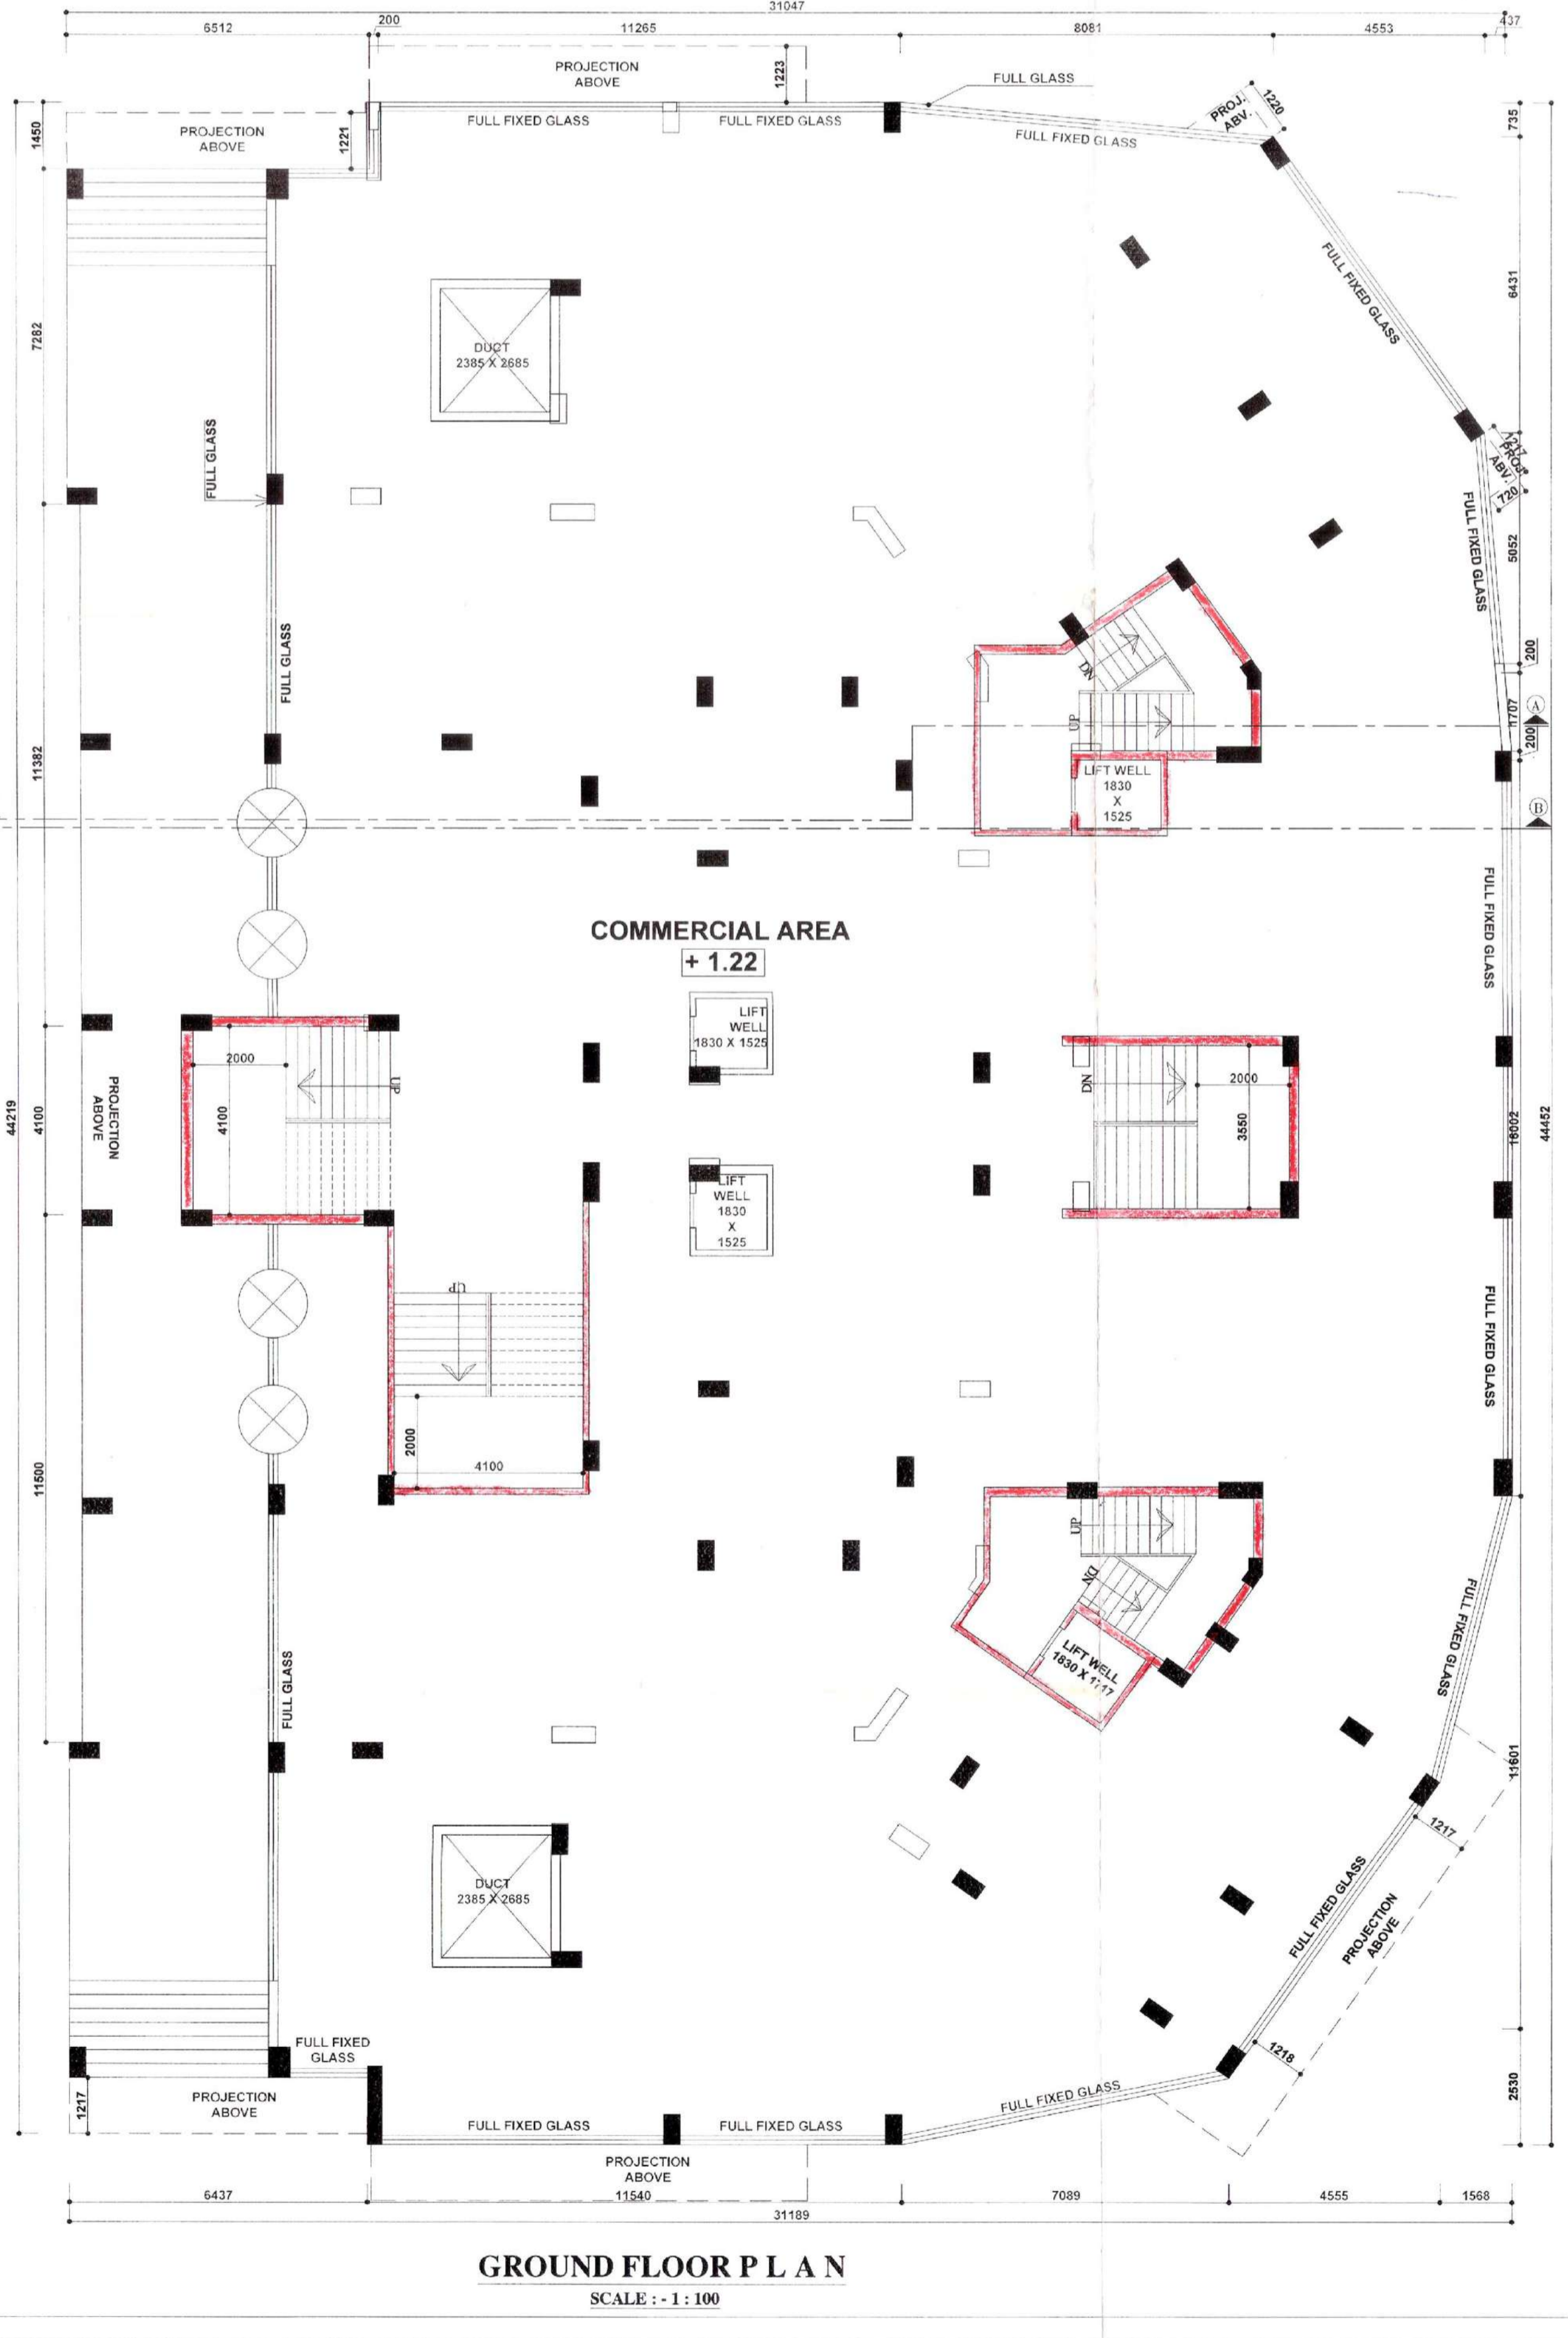 31047
6512
200
11265
8081
4553
437
PROJECTION
ABOVE
1223
FULL GLASS
1450
PROJECTION
ABOVE
1221
FULL FIXED GLASS
FULL FIXED GLASS
FULL FIXED GLASS
PROJ.
ABV.
1220
735
7282
FULL FIXED GLASS
6431
DUCT
2385 X 2685
FULL GLASS
1217
PROJ.
ABV.
720
FULL FIXED GLASS
5052
FULL GLASS
DN
UP
200
1707
A
200
11382
LIFT WELL
1830
X
1525
B
FULL FIXED GLASS
COMMERCIAL AREA
+ 1.22
LIFT
WELL
1830 X 1525
2000
UP
4100
DN
2000
3550
PROJECTION
ABOVE
44219
4100
18002
44452
LIFT
WELL
1830
X
1525
UP
FULL FIXED GLASS
2000
4100
11500
UP
DN
FULL FIXED GLASS
LIFT WELL
FULL GLASS
11601
1217
DUCT
2385 X 2685
FULL FIXED GLASS
PROJECTION
ABOVE
FULL FIXED
GLASS
1218
1217
PROJECTION
ABOVE
FULL FIXED GLASS
2530
FULL FIXED GLASS
FULL FIXED GLASS
PROJECTION
ABOVE
6437
11540
7089
4555
1568
31189
GROUND FLOOR P L A N
SCALE : - 1 : 100